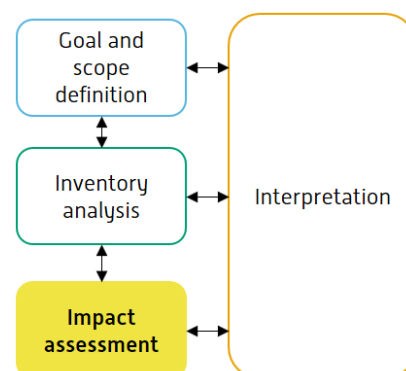 Goal and
scope
definition
Inventory
analysis
Interpretation
Impact
assessment